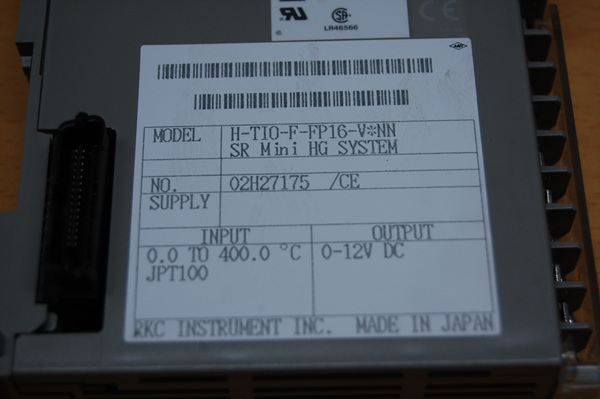 LR46566
MODEL H-TIO-F-FP16-V*NN
SR Mini HG SYSTEM
NO. 02H27175 /CE
SUPPLY
INPUT OUTPUT
0.0 TO 400.0 °C 0-12V DC
JPT100
RKC INSTRUMENT INC. MADE IN JAPAN